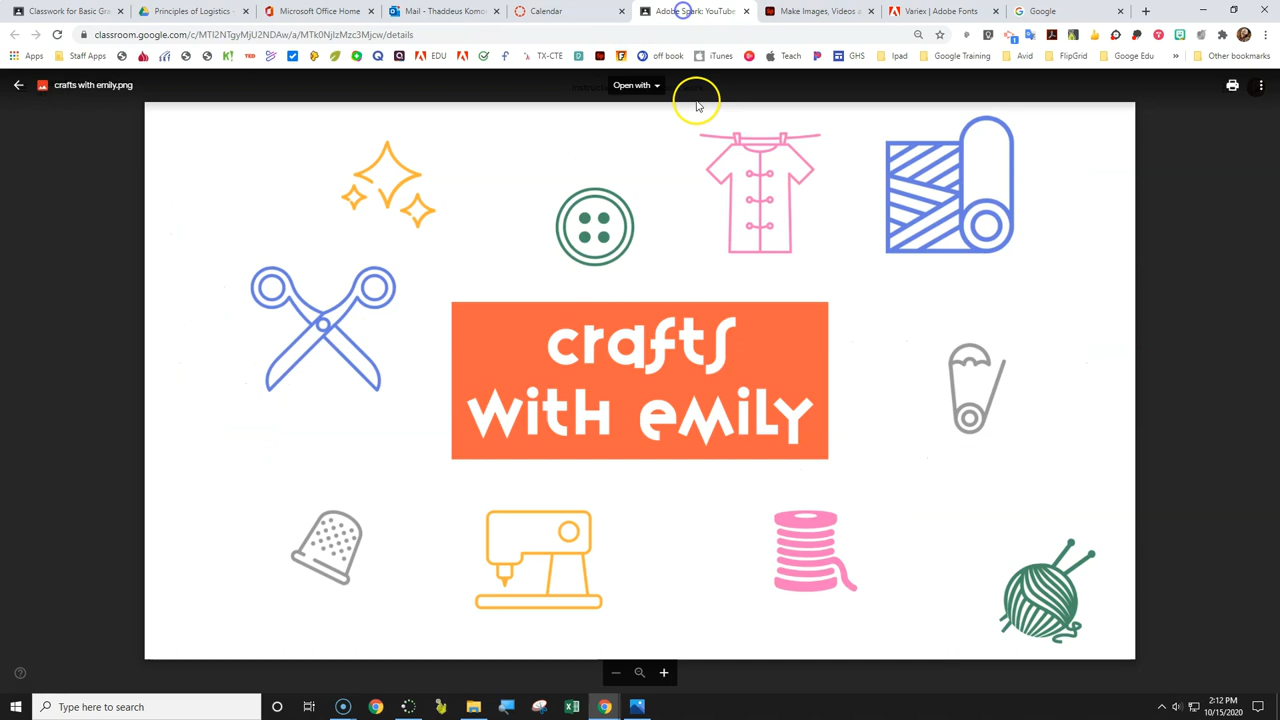 Classwork for Basic Gra
Principles of Logistics -
Microsoft Office Home
Mail - Thaddeus Komor
Calendar
Adobe Spark: YouTube
Make Images, Videos a
Variex | Adobe Fonts
Google
classroom.google.com/c/MTI2NTgyMjU2NDAw/a/MTk0NjIzMzc3Mjcw/details
Apps
Staff Apps
EDU
TX-CTE
off book
iTunes
Teach
GHS
Ipad
Google Training
Avid
FlipGrid
Googe Edu
Other bookmarks
crafts with emily.png
Open with
crafts
with emily
Type here to search
2:12 PM
10/15/2020